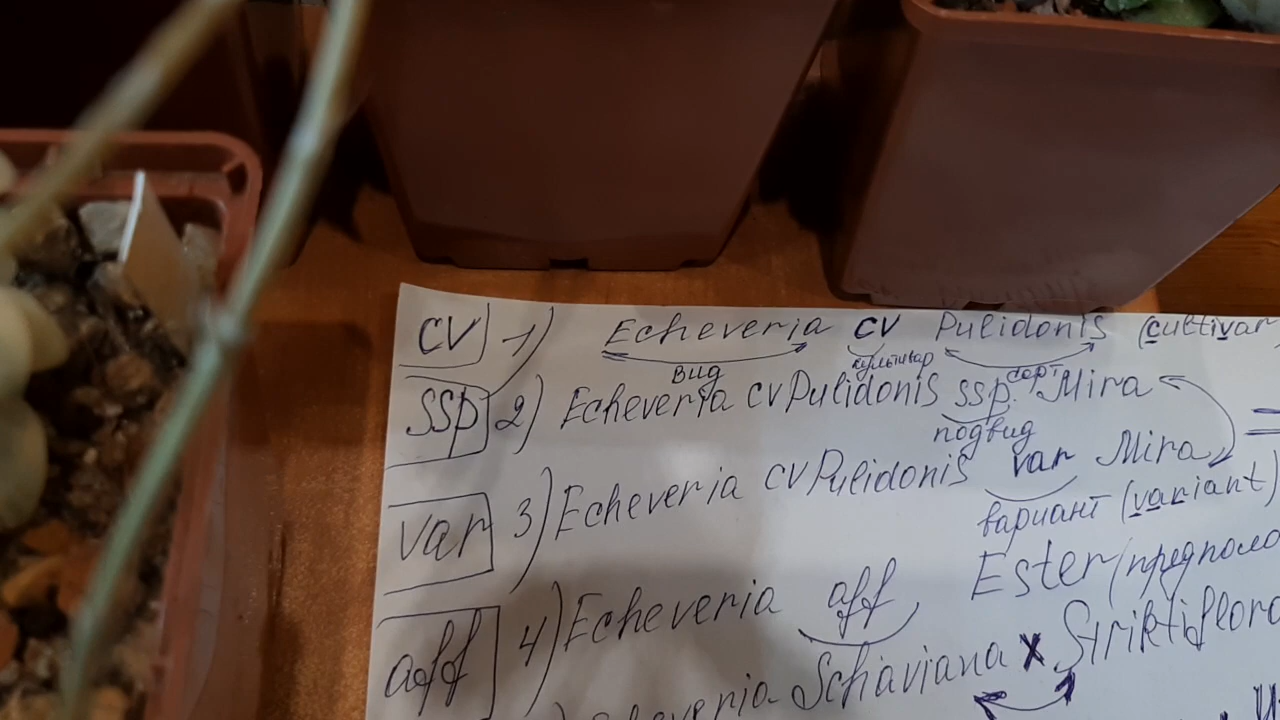 CV 1) Echeveria cv Pulidonis (cultivar
вид культивар сорт
SSP 2) Echeveria cv Pulidonis ssp. Mira
подвид
var 3) Echeveria cv Pulidonis var Mira
вариант (variant)
aff 4) Echeveria aff Ester (предполо
Schaviana x Striktiflora